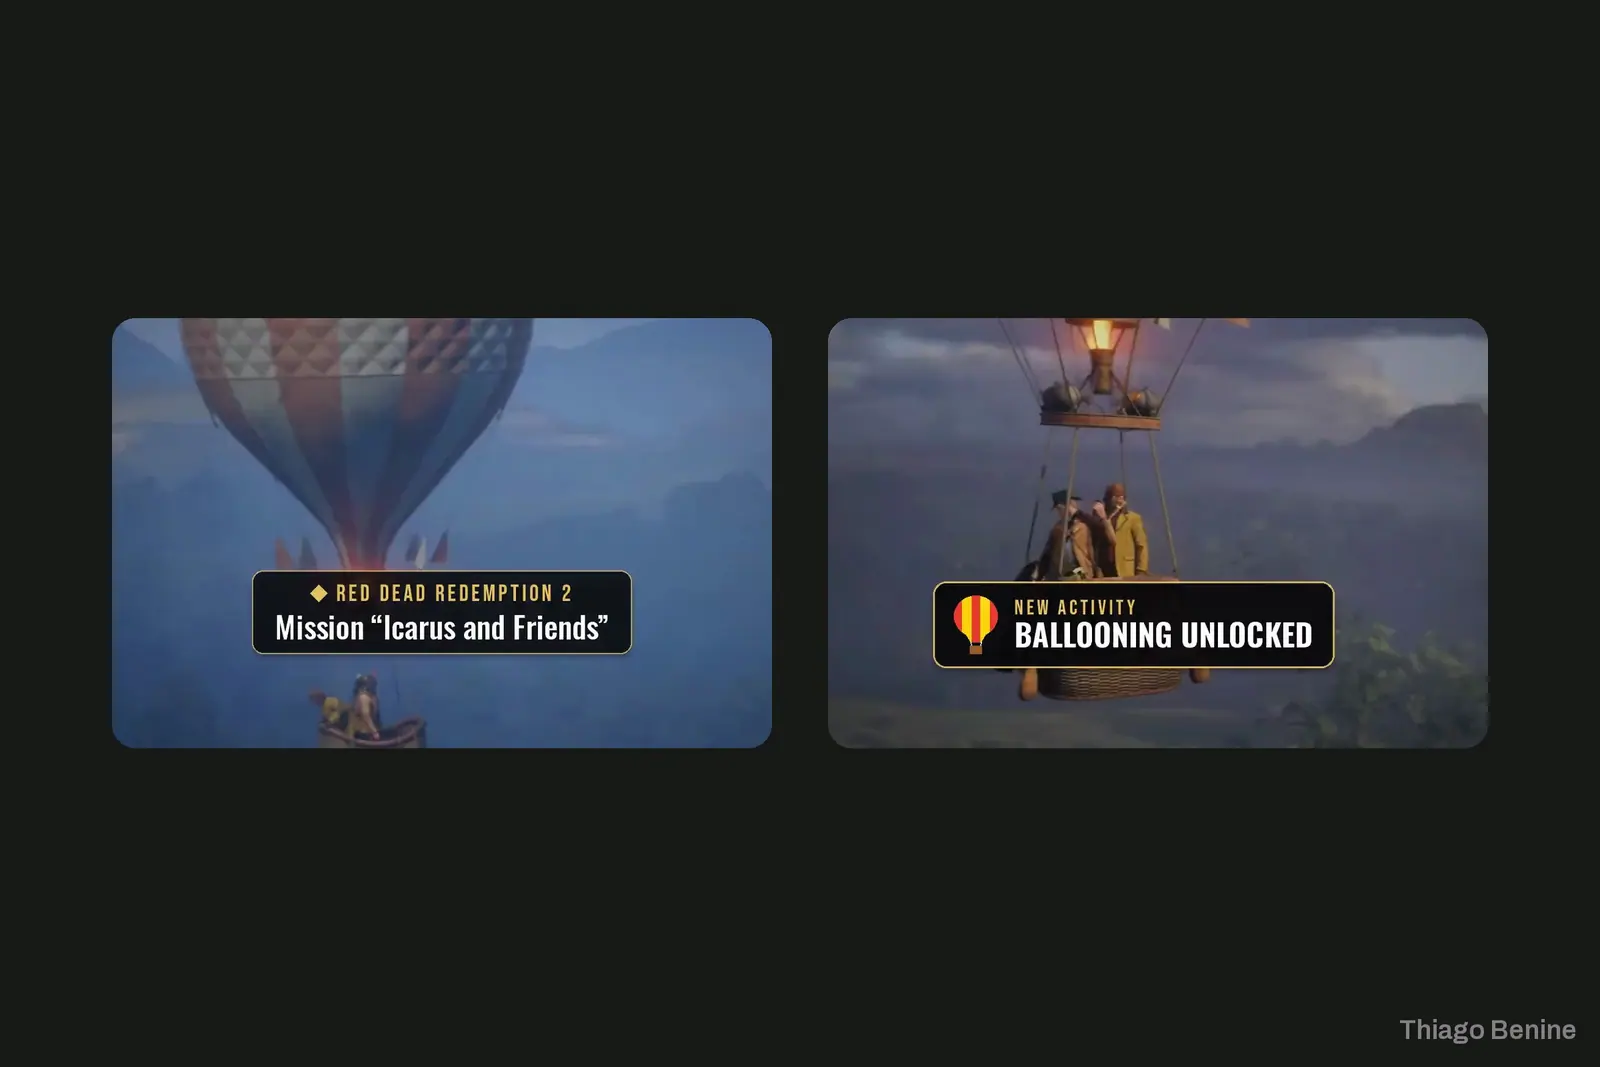 ◆ RED DEAD REDEMPTION 2
Mission “Icarus and Friends”
NEW ACTIVITY
BALLOONING UNLOCKED
Thiago Benine